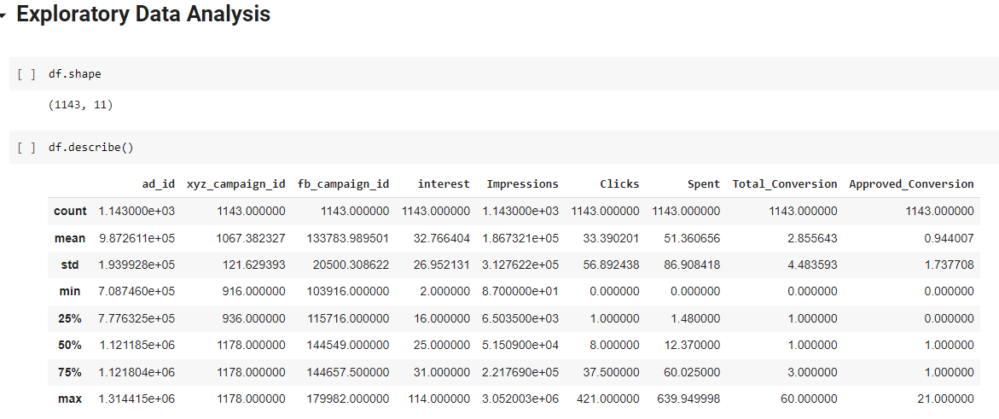 Exploratory Data Analysis
[ ] df.shape
(1143, 11)
[ ] df.describe()
ad_id xyz_campaign_id fb_campaign_id interest Impressions Clicks Spent Total_Conversion Approved_Conversion
count 1.143000e+03 1143.000000 1143.000000 1143.000000 1.143000e+03 1143.000000 1143.000000 1143.000000 1143.000000
mean 9.872611e+05 1067.382327 133783.989501 32.766404 1.867321e+05 33.390201 51.360656 2.855643 0.944007
std 1.939928e+05 121.629393 20500.308622 26.952131 3.127622e+05 56.892438 86.908418 4.483593 1.737708
min 7.087460e+05 916.000000 103916.000000 2.000000 8.700000e+01 0.000000 0.000000 0.000000 0.000000
25% 7.776325e+05 936.000000 115716.000000 16.000000 6.503500e+03 1.000000 1.480000 1.000000 0.000000
50% 1.121185e+06 1178.000000 144549.000000 25.000000 5.150900e+04 8.000000 12.370000 1.000000 1.000000
75% 1.121804e+06 1178.000000 144657.500000 31.000000 2.217690e+05 37.500000 60.025000 3.000000 1.000000
max 1.314415e+06 1178.000000 179982.000000 114.000000 3.052003e+06 421.000000 639.949998 60.000000 21.000000